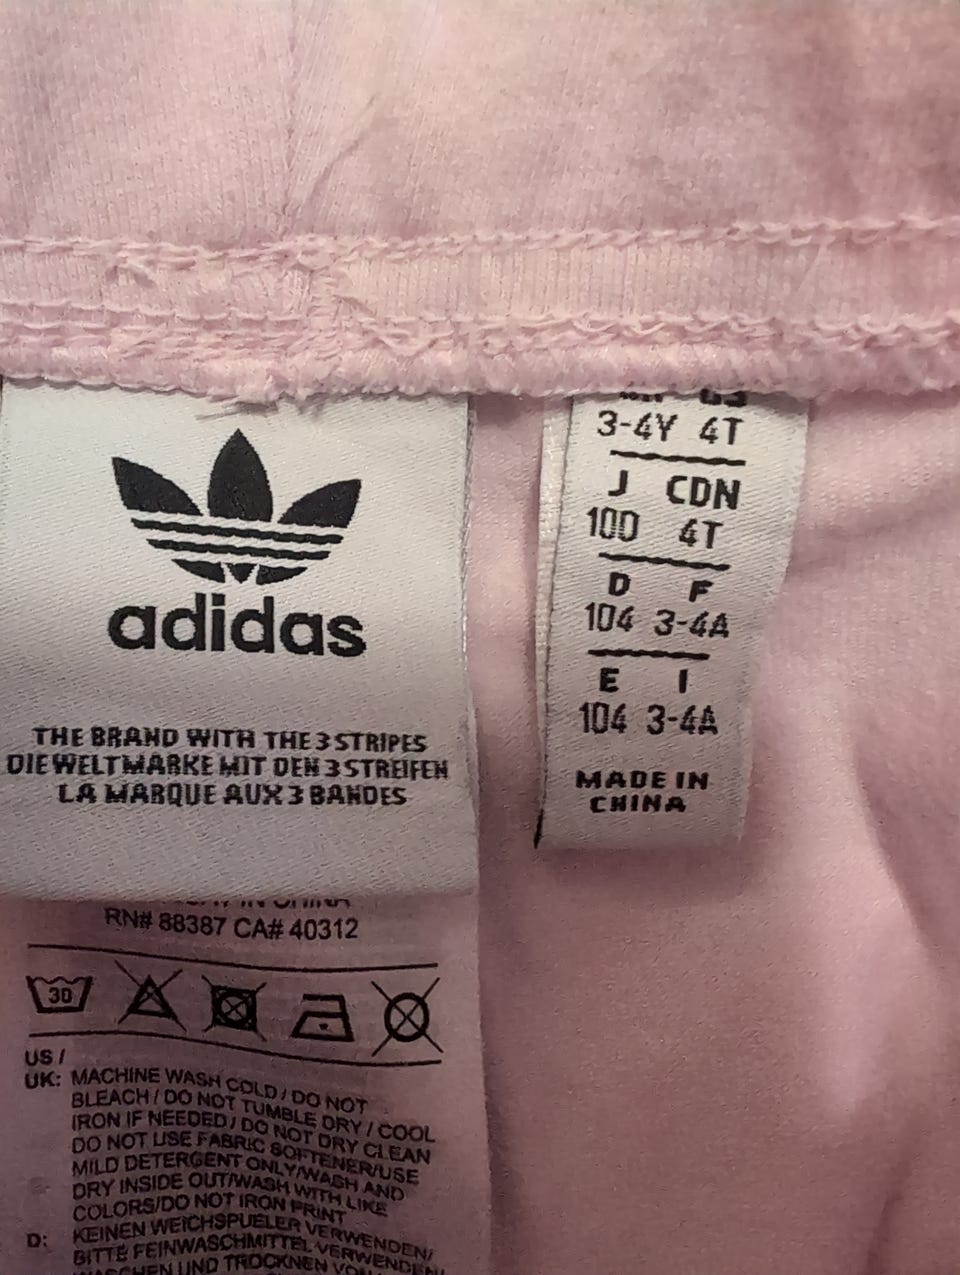 adidas
THE BRAND WITH THE 3 STRIPES
DIE WELTMARKE MIT DEN 3 STREIFEN
LA MARQUE AUX 3 BANDES
3-4Y 4T
J CDN
100 4T
D F
104 3-4A
E I
104 3-4A
MADE IN
CHINA
RN# 88387 CA# 40312
30
US /
UK: MACHINE WASH COLD / DO NOT
BLEACH / DO NOT TUMBLE DRY / COOL
IRON IF NEEDED / DO NOT DRY CLEAN
DO NOT USE FABRIC SOFTENER/USE
MILD DETERGENT ONLY/WASH AND
DRY INSIDE OUT/WASH WITH LIKE
COLORS/DO NOT IRON PRINT
D: KEINEN WEICHSPUELER VERWENDEN/
BITTE FEINWASCHMITTEL VERWENDEN/
WASCHEN UND TROCKNEN